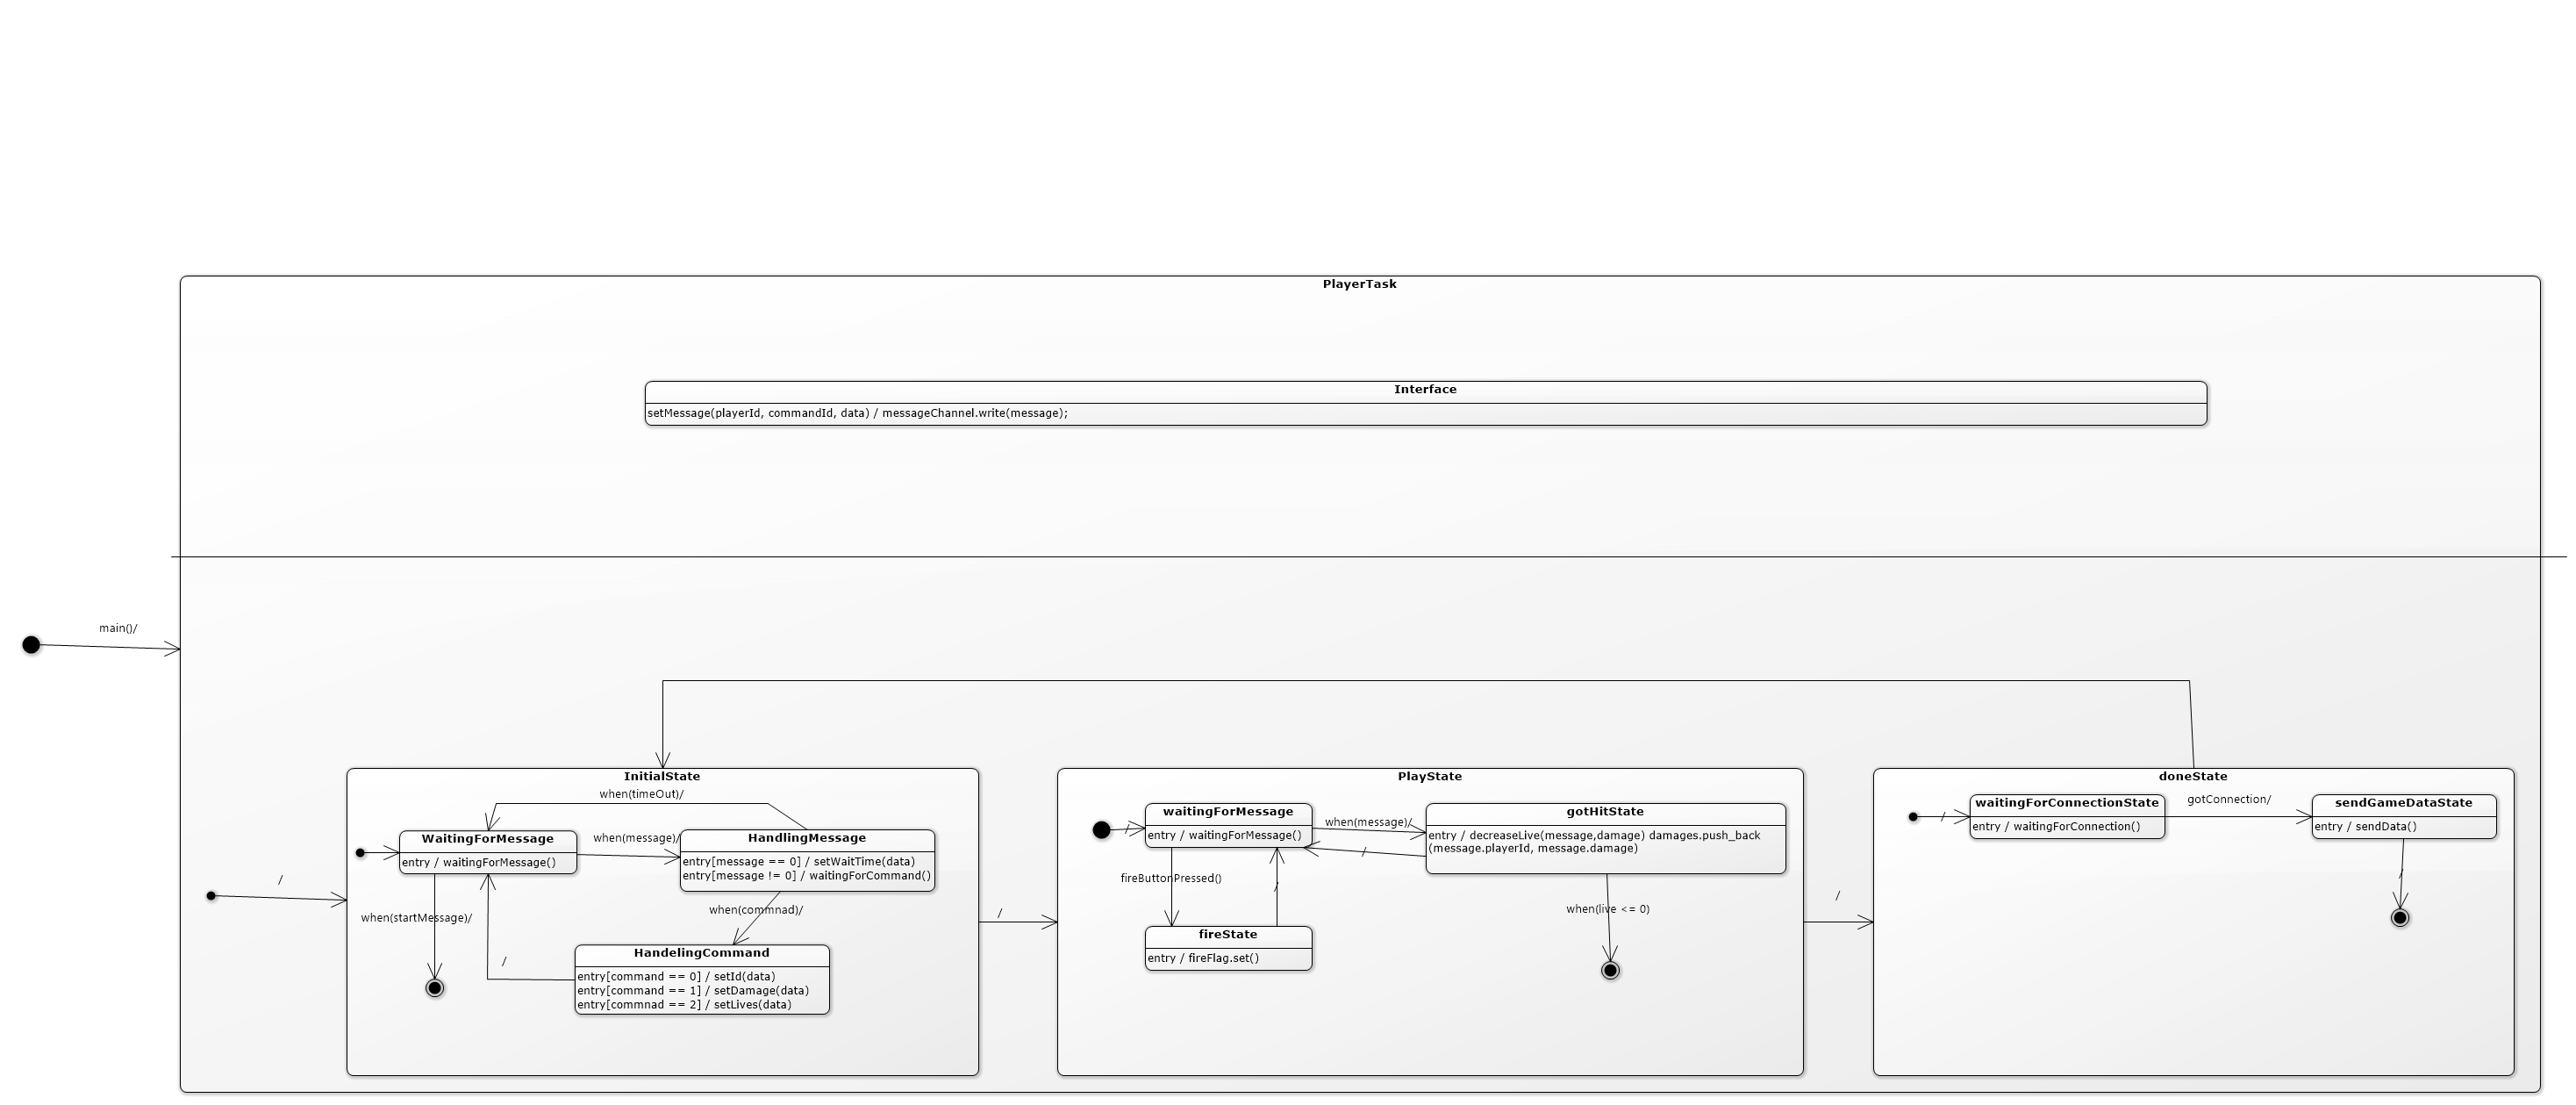 PlayerTask
Interface
setMessage(playerId, commandId, data) / messageChannel.write(message);
main()/
/
InitialState
when(timeOut)/
WaitingForMessage
entry / waitingForMessage()
when(message)/
HandlingMessage
entry[message == 0] / setWaitTime(data)
entry[message != 0] / waitingForCommand()
when(startMessage)/
when(commnad)/
/
HandelingCommand
entry[command == 0] / setId(data)
entry[command == 1] / setDamage(data)
entry[commnad == 2] / setLives(data)
/
PlayState
/
waitingForMessage
entry / waitingForMessage()
when(message)/
gotHitState
entry / decreaseLive(message,damage) damages.push_back
(message.playerId, message.damage)
/
fireButtonPressed()
/
when(live <= 0)
fireState
entry / fireFlag.set()
/
doneState
/
waitingForConnectionState
entry / waitingForConnection()
gotConnection/
sendGameDataState
entry / sendData()
/